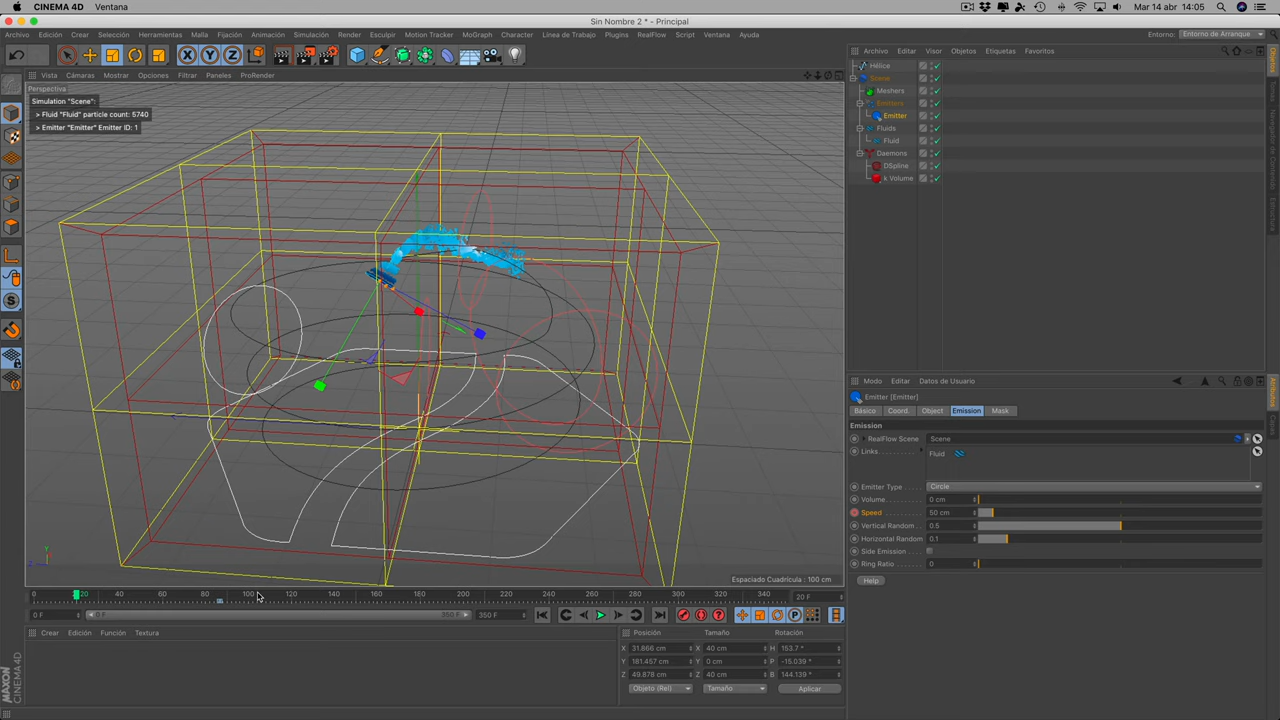 CINEMA 4D Ventana
Mar 14 abr 14:05
Sin Nombre 2 * - Principal
Archivo Edición Crear Selección Herramientas Malla Fijación Animación Simulación Render Esculpir Motion Tracker MoGraph Character Línea de Trabajo Plugins RealFlow Script Ventana Ayuda
Entorno: Entorno de Arranque
Vista Cámaras Mostrar Opciones Filtrar Paneles ProRender
Archivo Editar Visor Objetos Etiquetas Favoritos
Perspectiva
Simulation "Scene":
> Fluid "Fluid" particle count: 5740
> Emitter "Emitter" Emitter ID: 1
Hélice
Scene
Meshers
Emitters
Emitter
Fluids
Fluid
Daemons
DSpline
k Volume
Modo Editar Datos de Usuario
Emitter [Emitter]
Básico Coord. Object Emission Mask
Emission
RealFlow Scene Scene
Links Fluid
Emitter Type Circle
Volume 0 cm
Speed 50 cm
Vertical Random 0.5
Horizontal Random 0.1
Side Emission
Ring Ratio 0
Help
Espaciado Cuadrícula : 100 cm
0 20 40 60 80 100 120 140 160 180 200 220 240 260 280 300 320 340 20 F
0 F 0 F 350 F 350 F
Crear Edición Función Textura
Posición Tamaño Rotación
X 31.866 cm X 40 cm H 153.7 °
Y 181.457 cm Y 0 cm P -15.039 °
Z 49.878 cm Z 40 cm B 144.139 °
Objeto (Rel) Tamaño Aplicar
MAXON CINEMA 4D